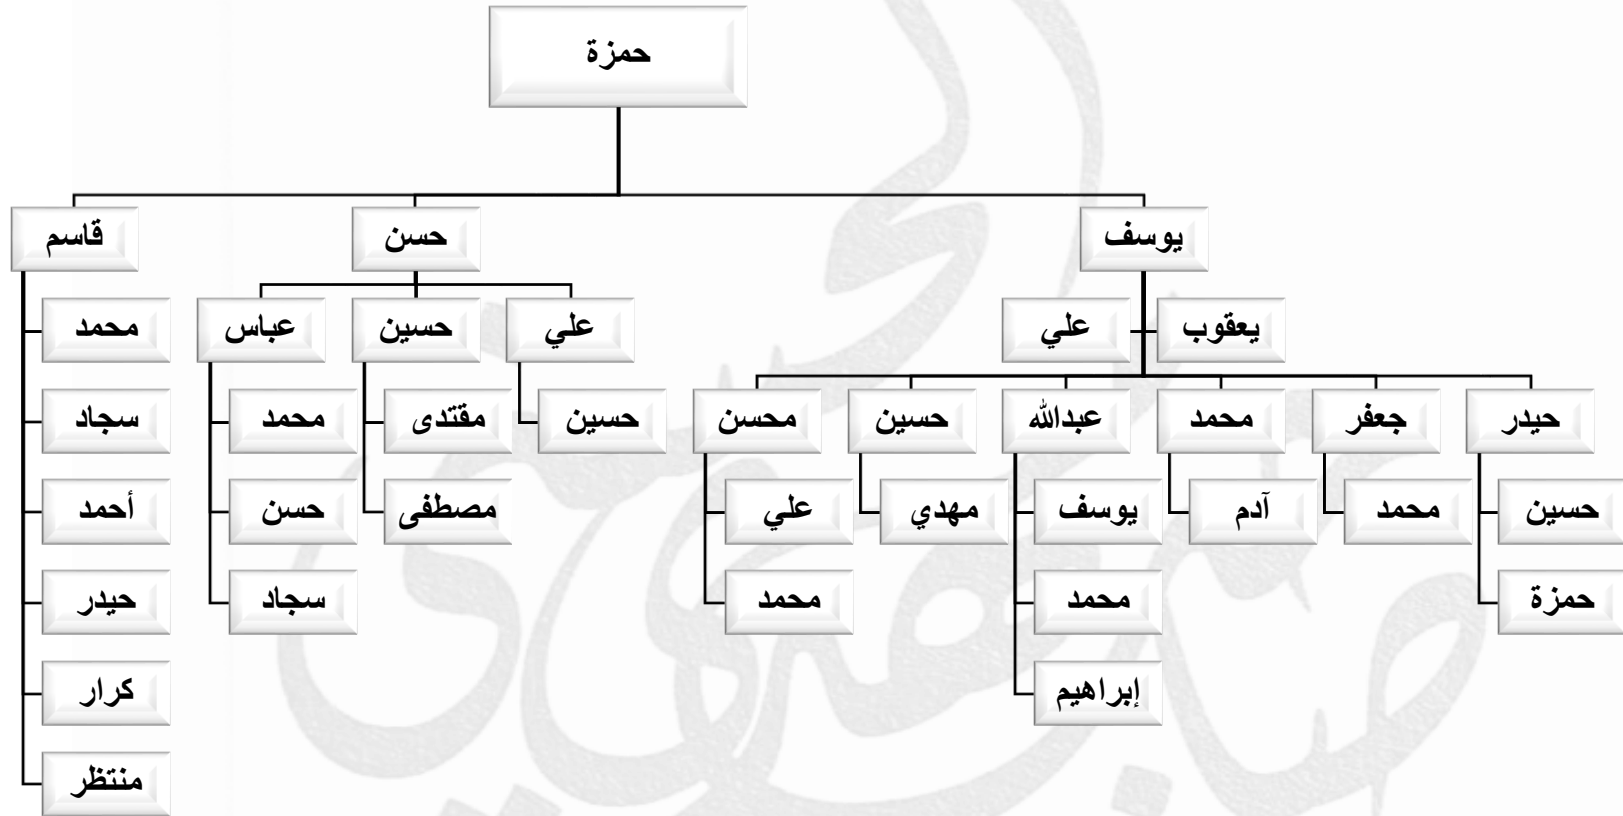 حمزة
يوسف
حسن
قاسم
يعقوب
علي
علي
حسين
عباس
محمد
حيدر
جعفر
محمد
عبدالله
حسين
محسن
حسين
مقتدى
محمد
سجاد
حسين
محمد
آدم
يوسف
مهدي
علي
مصطفى
حسن
أحمد
حمزة
محمد
محمد
سجاد
حيدر
إبراهيم
كرار
منتظر